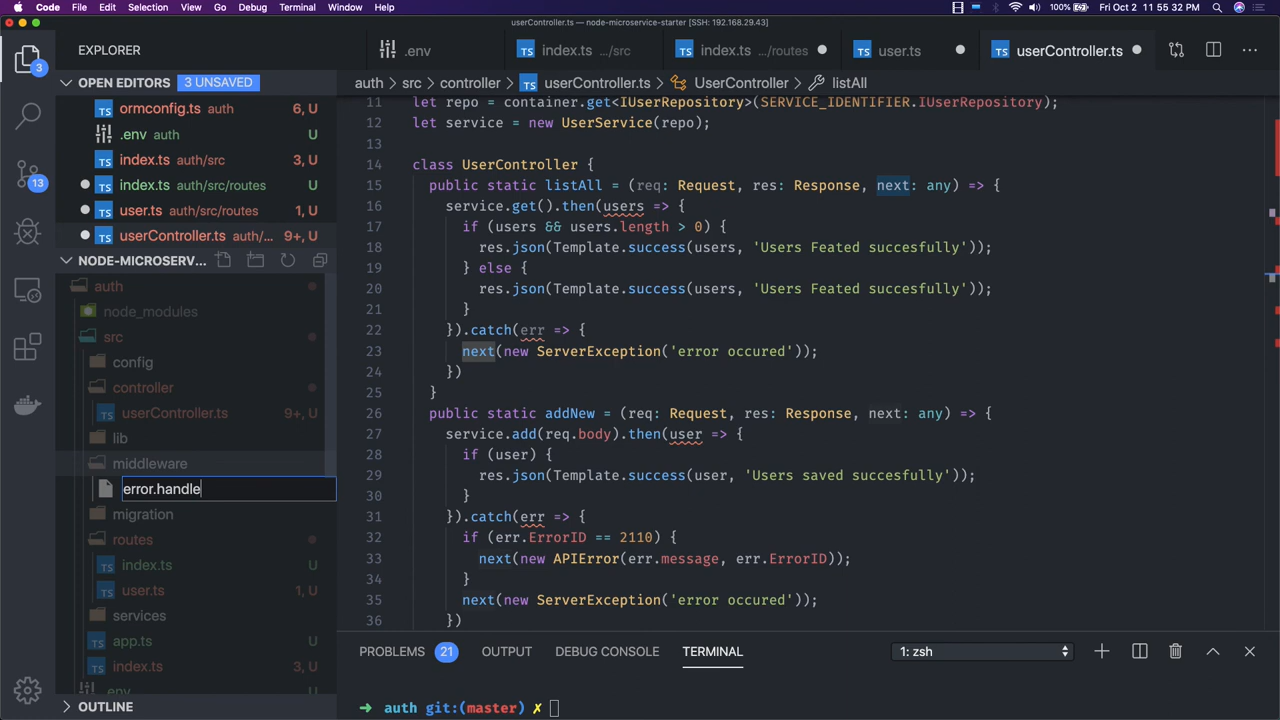 Code File Edit Selection View Go Debug Terminal Window Help 100% Fri Oct 2 11 55 32 PM
userController.ts — node-microservice-starter [SSH: 192.168.29.43]
EXPLORER
.env
index.ts .../src
index.ts .../routes
user.ts
userController.ts
3
OPEN EDITORS 3 UNSAVED
auth > src > controller > userController.ts > UserController > listAll
ormconfig.ts auth 6, U
.env auth U
index.ts auth/src 3, U
index.ts auth/src/routes U
user.ts auth/src/routes 1, U
userController.ts auth/... 9+, U
13
NODE-MICROSERV...
auth
node_modules
src
config
controller
userController.ts 9+, U
lib
middleware
error.handle
migration
routes
index.ts U
user.ts 1, U
services
app.ts U
index.ts 3, U
.env U
OUTLINE
11 let repo = container.get<IUserRepository>(SERVICE_IDENTIFIER.IUserRepository);
12 let service = new UserService(repo);
13
14 class UserController {
15 public static listAll = (req: Request, res: Response, next: any) => {
16 service.get().then(users => {
17 if (users && users.length > 0) {
18 res.json(Template.success(users, 'Users Feated succesfully'));
19 } else {
20 res.json(Template.success(users, 'Users Feated succesfully'));
21 }
22 }).catch(err => {
23 next(new ServerException('error occured'));
24 })
25 }
26 public static addNew = (req: Request, res: Response, next: any) => {
27 service.add(req.body).then(user => {
28 if (user) {
29 res.json(Template.success(user, 'Users saved succesfully'));
30 }
31 }).catch(err => {
32 if (err.ErrorID == 2110) {
33 next(new APIError(err.message, err.ErrorID));
34 }
35 next(new ServerException('error occured'));
36 })
PROBLEMS 21 OUTPUT DEBUG CONSOLE TERMINAL 1: zsh
→ auth git:(master) ✗